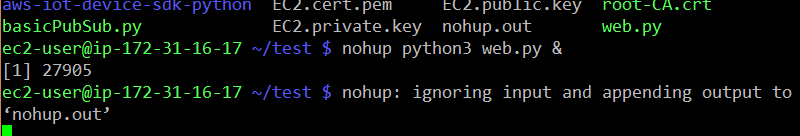 aws-iot-device-sdk-python  EC2.cert.pem     EC2.public.key  root-CA.crt
basicPubSub.py             EC2.private.key  nohup.out       web.py
ec2-user@ip-172-31-16-17 ~/test $ nohup python3 web.py &
[1] 27905
ec2-user@ip-172-31-16-17 ~/test $ nohup: ignoring input and appending output to
‘nohup.out’